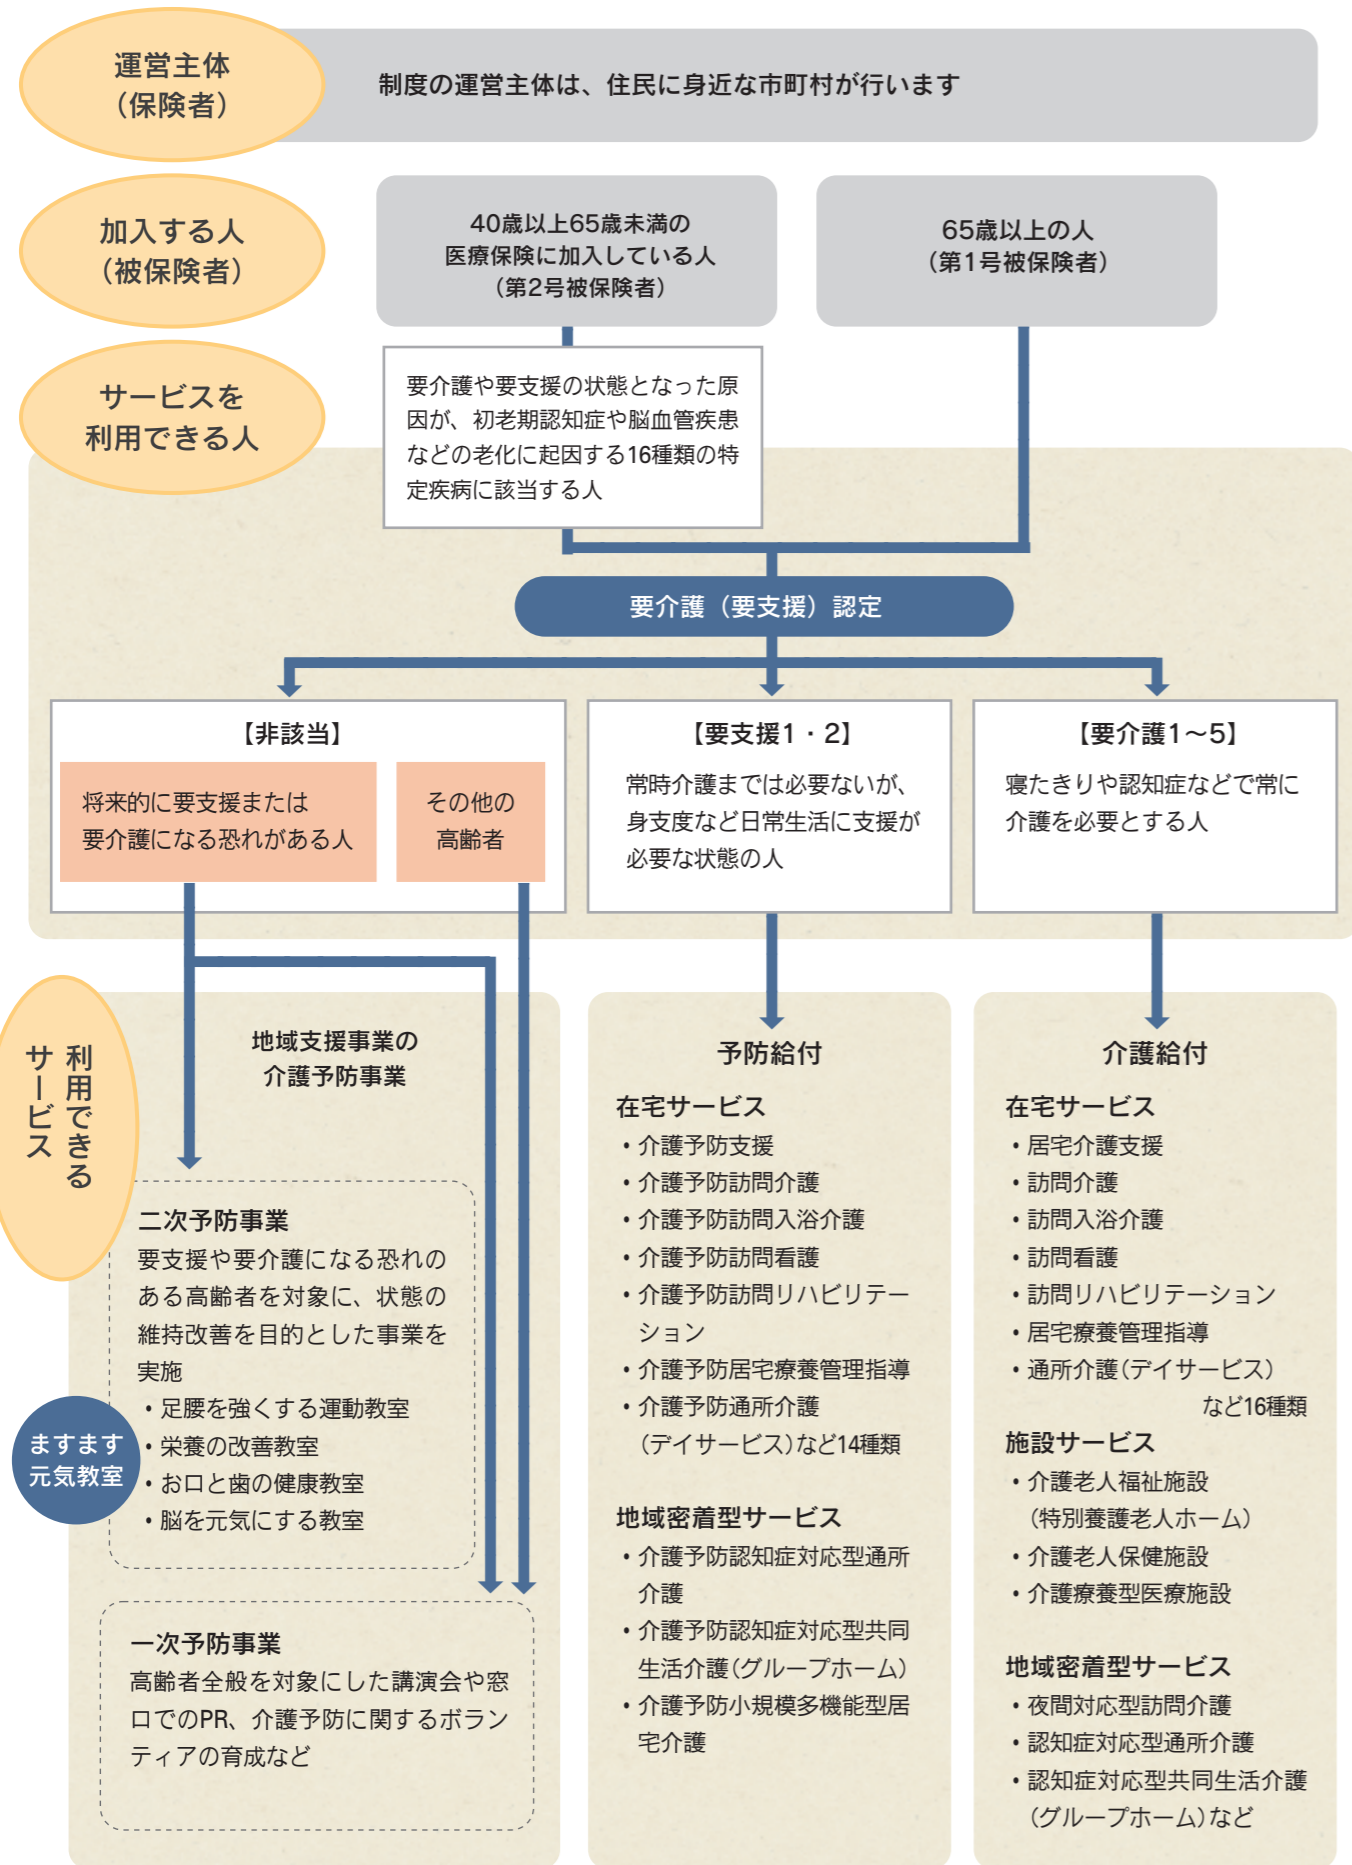 運営主体
（保険者）
制度の運営主体は、住民に身近な市町村が行います
加入する人
（被保険者）
40歳以上65歳未満の
医療保険に加入している人
（第2号被保険者）
65歳以上の人
（第1号被保険者）
サービスを
利用できる人
要介護や要支援の状態となった原
因が、初老期認知症や脳血管疾患
などの老化に起因する16種類の特
定疾病に該当する人
要介護（要支援）認定
【非該当】
将来的に要支援または
要介護になる恐れがある人
その他の
高齢者
【要支援1・2】
常時介護までは必要ないが、
身支度など日常生活に支援が
必要な状態の人
【要介護1～5】
寝たきりや認知症などで常に
介護を必要とする人
利用できる
サービス
地域支援事業の
介護予防事業
二次予防事業
要支援や要介護になる恐れの
ある高齢者を対象に、状態の
維持改善を目的とした事業を
実施
・足腰を強くする運動教室
・栄養の改善教室
・お口と歯の健康教室
・脳を元気にする教室
ますます
元気教室
一次予防事業
高齢者全般を対象にした講演会や窓
口でのPR、介護予防に関するボラン
ティアの育成など
予防給付
在宅サービス
・介護予防支援
・介護予防訪問介護
・介護予防訪問入浴介護
・介護予防訪問看護
・介護予防訪問リハビリテー
ション
・介護予防居宅療養管理指導
・介護予防通所介護
（デイサービス）など14種類
地域密着型サービス
・介護予防認知症対応型通所
介護
・介護予防認知症対応型共同
生活介護（グループホーム）
・介護予防小規模多機能型居
宅介護
介護給付
在宅サービス
・居宅介護支援
・訪問介護
・訪問入浴介護
・訪問看護
・訪問リハビリテーション
・居宅療養管理指導
・通所介護（デイサービス）
など16種類
施設サービス
・介護老人福祉施設
（特別養護老人ホーム）
・介護老人保健施設
・介護療養型医療施設
地域密着型サービス
・夜間対応型訪問介護
・認知症対応型通所介護
・認知症対応型共同生活介護
（グループホーム）など